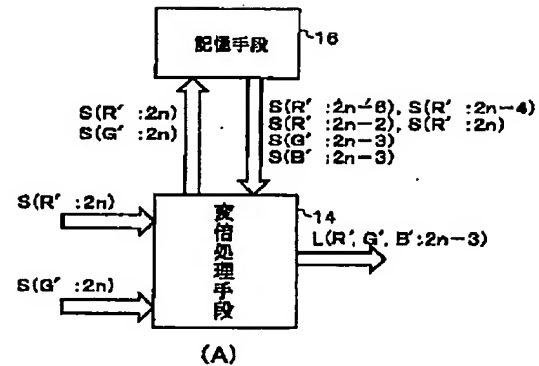 記憶手段
16
S(R′ :2n)
S(G′ :2n)
S(R′ :2n-6), S(R′ :2n-4)
S(R′ :2n-2), S(R′ :2n)
S(G′ :2n-3)
S(B′ :2n-3)
S(R′ :2n)
14
変倍処理手段
L(R′, G′, B′:2n-3)
S(G′ :2n)
(A)